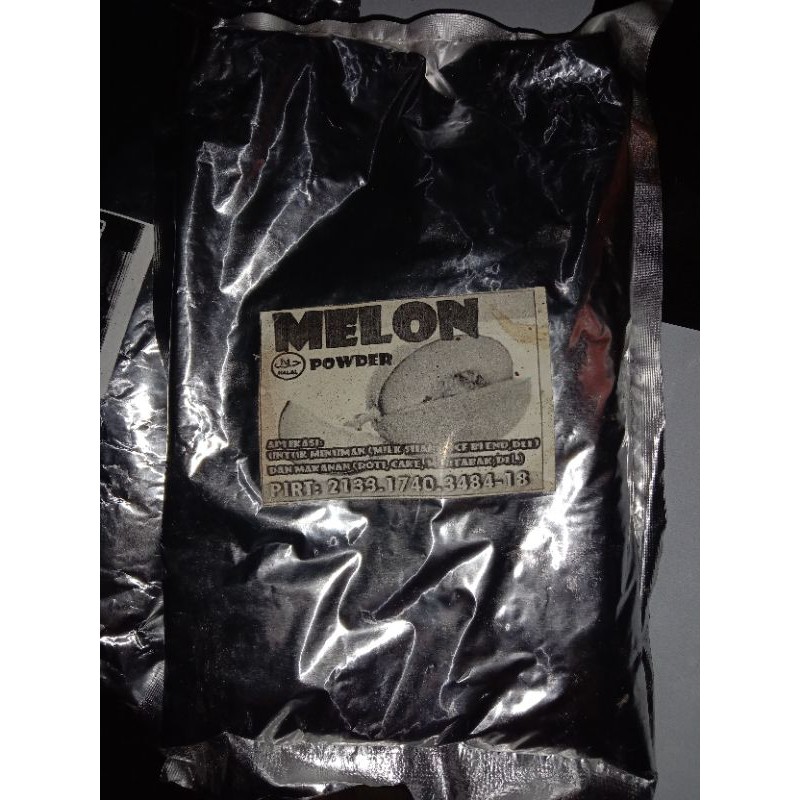 MELON
حلال
HALAL
POWDER
APLIKASI:
UNTUK MINUMAN (MILK SHAKE, ICE BLEND, DLL)
DAN MAKANAN (ROTI, CAKE, MARTABAK, DLL)
PIRT: 2133.1740.3484-18